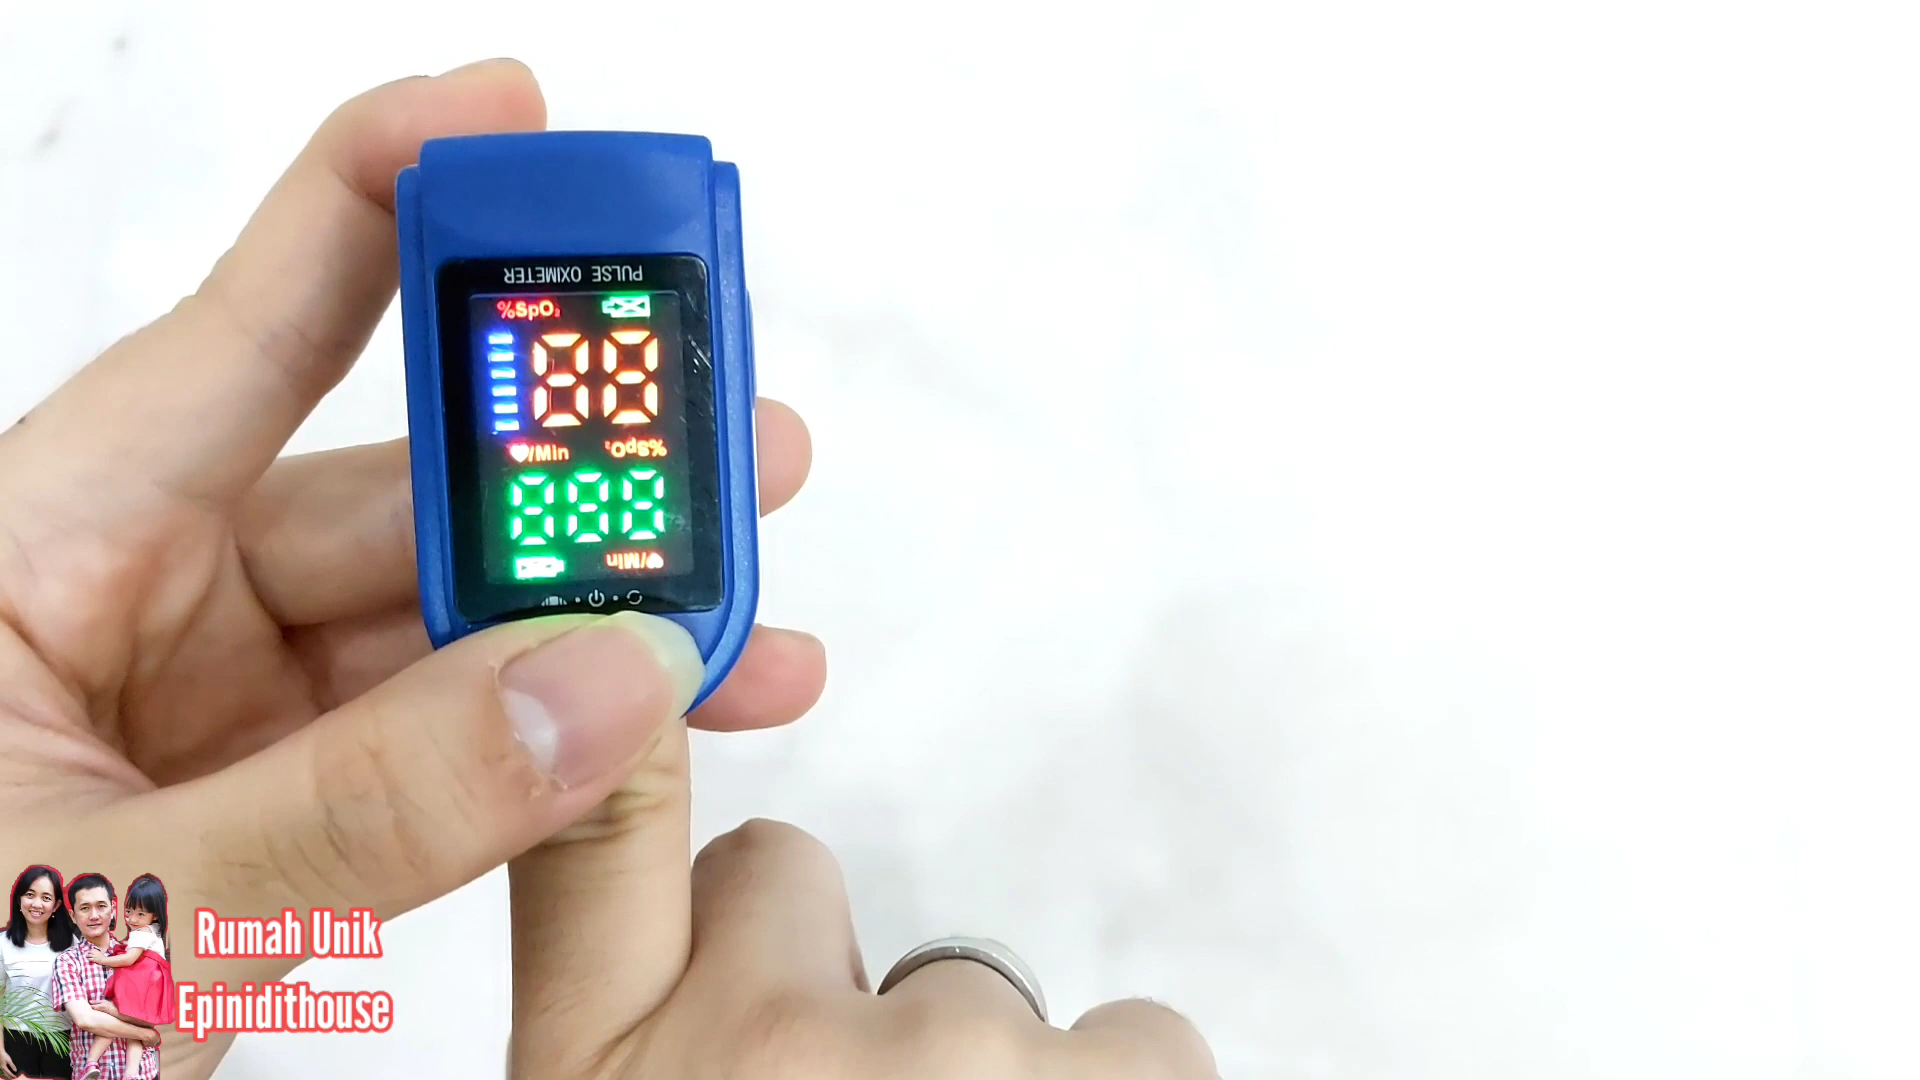 PULSE OXIMETER
%SpO₂
88
/Min %SpO₂
888
/Min
Rumah Unik
Epinidithouse